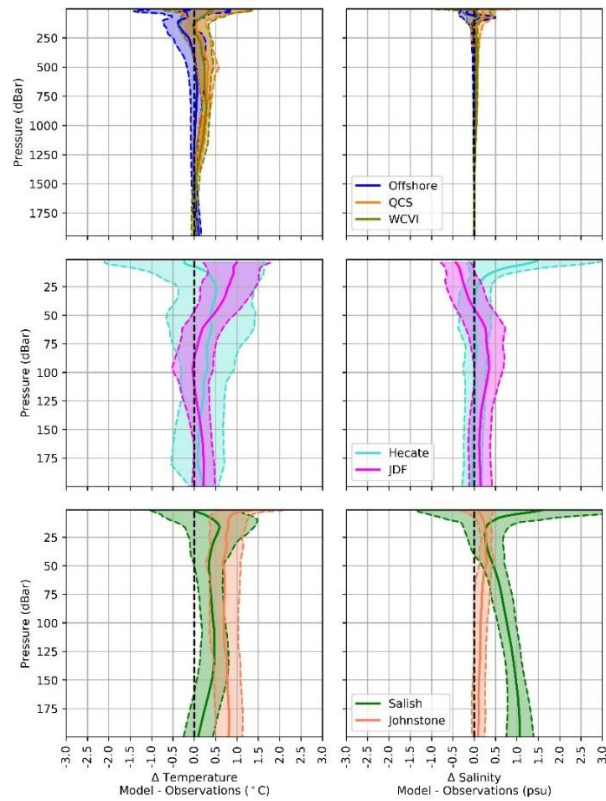 Pressure (dBar)
250
500
750
1000
1250
1500
1750
Offshore
QCS
WCVI
Pressure (dBar)
25
50
75
100
125
150
175
Hecate
JDF
Pressure (dBar)
25
50
75
100
125
150
175
Salish
Johnstone
-3.0 -2.5 -2.0 -1.5 -1.0 -0.5 0.0 0.5 1.0 1.5 2.0 2.5 3.0
Δ Temperature
Model - Observations (°C)
-3.0 -2.5 -2.0 -1.5 -1.0 -0.5 0.0 0.5 1.0 1.5 2.0 2.5 3.0
Δ Salinity
Model - Observations (psu)